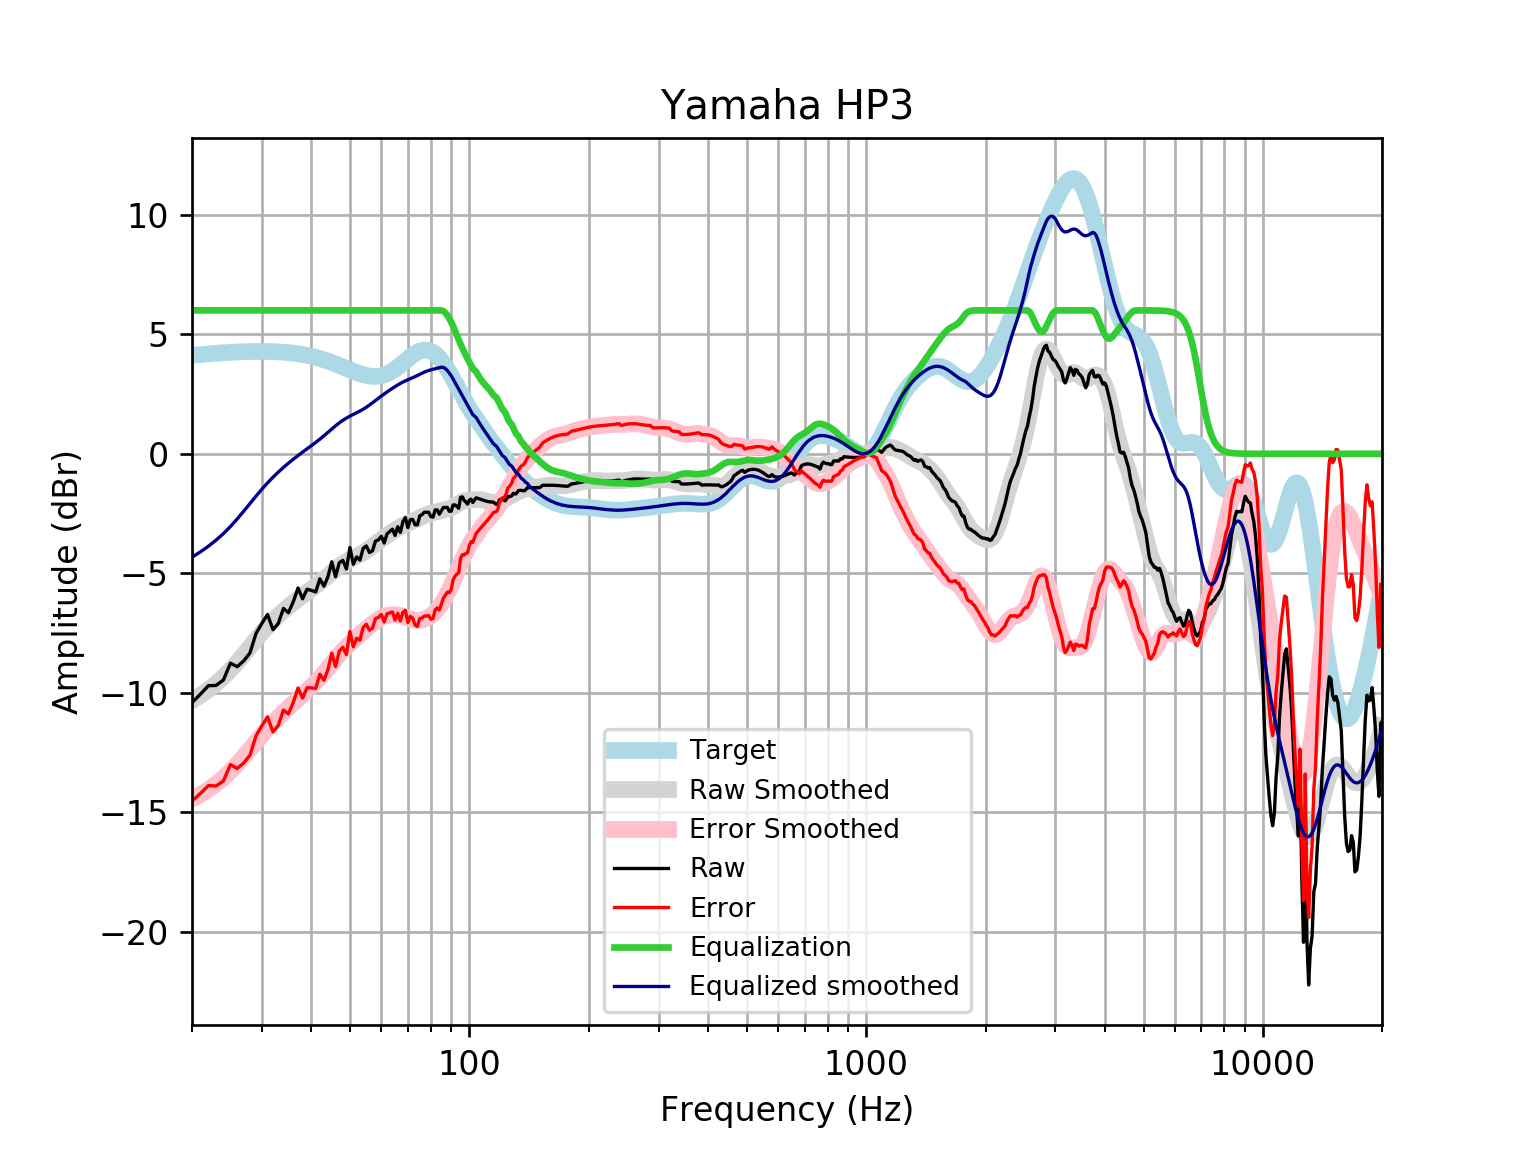 Yamaha HP3
10
5
0
−5
−10
−15
−20
Amplitude (dBr)
Target
Raw Smoothed
Error Smoothed
Raw
Error
Equalization
Equalized smoothed
100 1000 10000
Frequency (Hz)